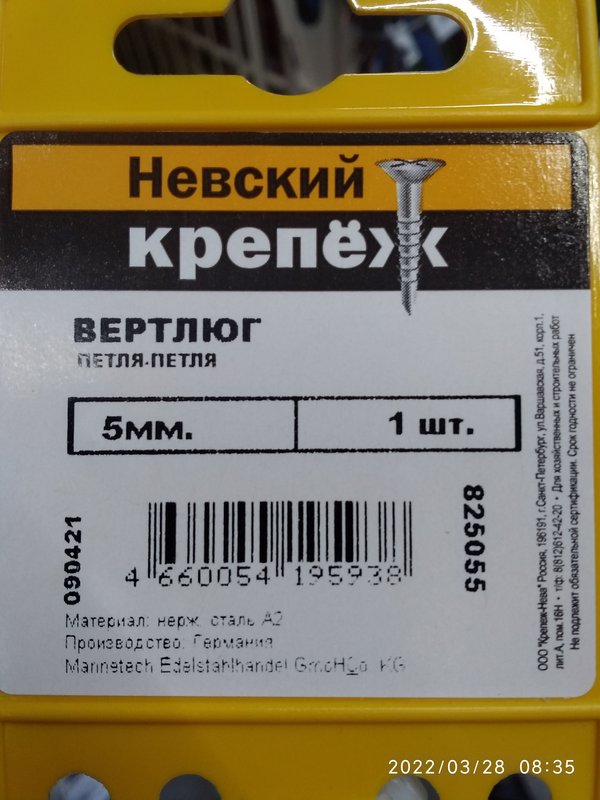 Невский
крепёж
ВЕРТЛЮГ
ПЕТЛЯ-ПЕТЛЯ
5мм. 1 шт.
090421
4 660054 195938
825055
Материал: нерж. сталь А2
Производство: Германия
Marinetech Edelstahlhandel GmbH Co. KG
ООО "Крепеж-Нева" Россия, 196191, г.Санкт-Петербург, ул.Варшавская, д.51, корп.1,
лит.А, пом.16Н • т/ф: 8(812)612-42-20 • Для хозяйственных и строительных работ
Не подлежит обязательной сертификации. Срок годности не ограничен
2022/03/28 08:35